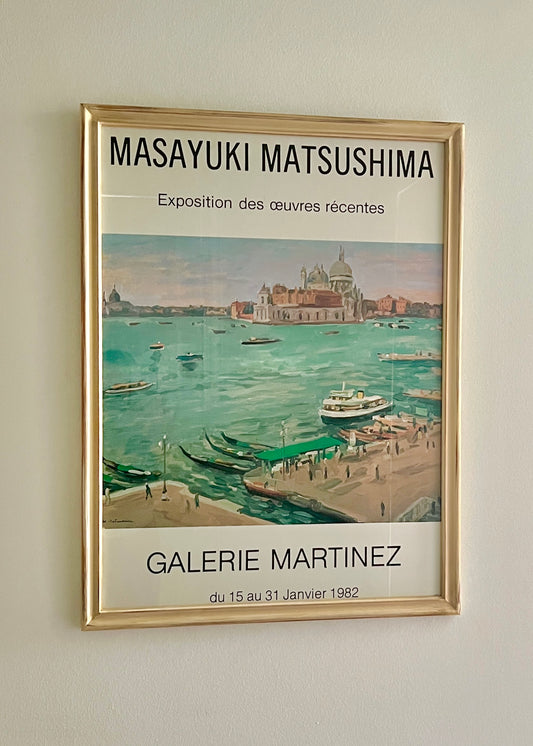 MASAYUKI MATSUSHIMA
Exposition des œuvres récentes
GALERIE MARTINEZ
du 15 au 31 Janvier 1982